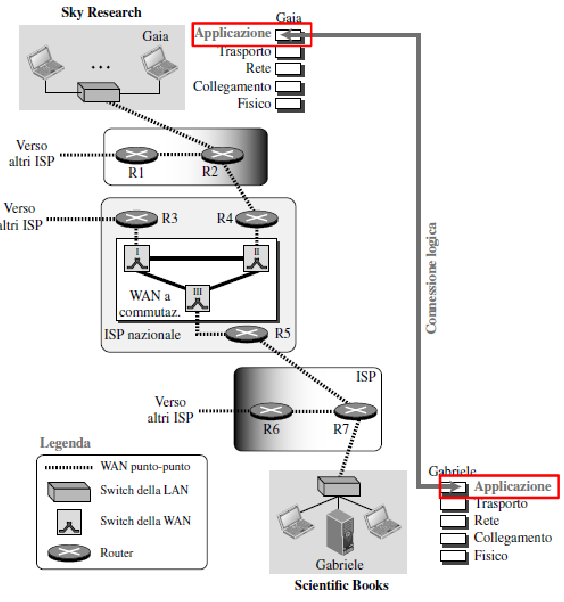 Sky Research
Gaia
Gaia
Applicazione
Trasporto
Rete
Collegamento
Fisico
...
Verso
altri ISP
R1
R2
Verso
altri ISP
R3
R4
I
II
III
WAN a
commutaz.
ISP nazionale
R5
Connessione logica
ISP
Verso
altri ISP
R6
R7
Legenda
WAN punto-punto
Switch della LAN
Switch della WAN
Router
Gabriele
Scientific Books
Gabriele
Applicazione
Trasporto
Rete
Collegamento
Fisico